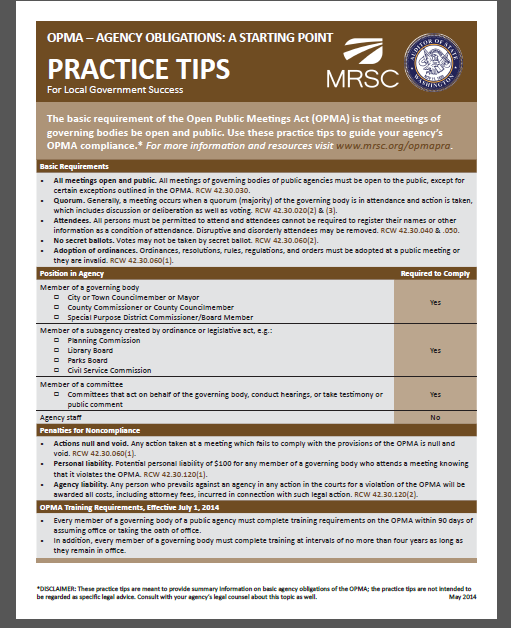 OPMA – AGENCY OBLIGATIONS: A STARTING POINT
PRACTICE TIPS
For Local Government Success
MRSC
AUDITOR OF STATE
WASHINGTON
The basic requirement of the Open Public Meetings Act (OPMA) is that meetings of
governing bodies be open and public. Use these practice tips to guide your agency's
OPMA compliance.* For more information and resources visit www.mrsc.org/opmapra.
Basic Requirements
• All meetings open and public. All meetings of governing bodies of public agencies must be open to the public, except for
certain exceptions outlined in the OPMA. RCW 42.30.030.
• Quorum. Generally, a meeting occurs when a quorum (majority) of the governing body is in attendance and action is taken,
which includes discussion or deliberation as well as voting. RCW 42.30.020(2) & (3).
• Attendees. All persons must be permitted to attend and attendees cannot be required to register their names or other
information as a condition of attendance. Disruptive and disorderly attendees may be removed. RCW 42.30.040 & .050.
• No secret ballots. Votes may not be taken by secret ballot. RCW 42.30.060(2).
• Adoption of ordinances. Ordinances, resolutions, rules, regulations, and orders must be adopted at a public meeting or
they are invalid. RCW 42.30.060(1).
Position in Agency Required to Comply
Member of a governing body
□ City or Town Councilmember or Mayor
□ County Commissioner or County Councilmember
□ Special Purpose District Commissioner/Board Member
Yes
Member of a subagency created by ordinance or legislative act, e.g.:
□ Planning Commission
□ Library Board
□ Parks Board
□ Civil Service Commission
Yes
Member of a committee
□ Committees that act on behalf of the governing body, conduct hearings, or take testimony or
public comment
Yes
Agency staff No
Penalties for Noncompliance
• Actions null and void. Any action taken at a meeting which fails to comply with the provisions of the OPMA is null and
void. RCW 42.30.060(1).
• Personal liability. Potential personal liability of $100 for any member of a governing body who attends a meeting knowing
that it violates the OPMA. RCW 42.30.120(1).
• Agency liability. Any person who prevails against an agency in any action in the courts for a violation of the OPMA will be
awarded all costs, including attorney fees, incurred in connection with such legal action. RCW 42.30.120(2).
OPMA Training Requirements, Effective July 1, 2014
• Every member of a governing body of a public agency must complete training requirements on the OPMA within 90 days of
assuming office or taking the oath of office.
• In addition, every member of a governing body must complete training at intervals of no more than four years as long as
they remain in office.
*DISCLAIMER: These practice tips are meant to provide summary information on basic agency obligations of the OPMA; the practice tips are not intended to
be regarded as specific legal advice. Consult with your agency's legal counsel about this topic as well. May 2014